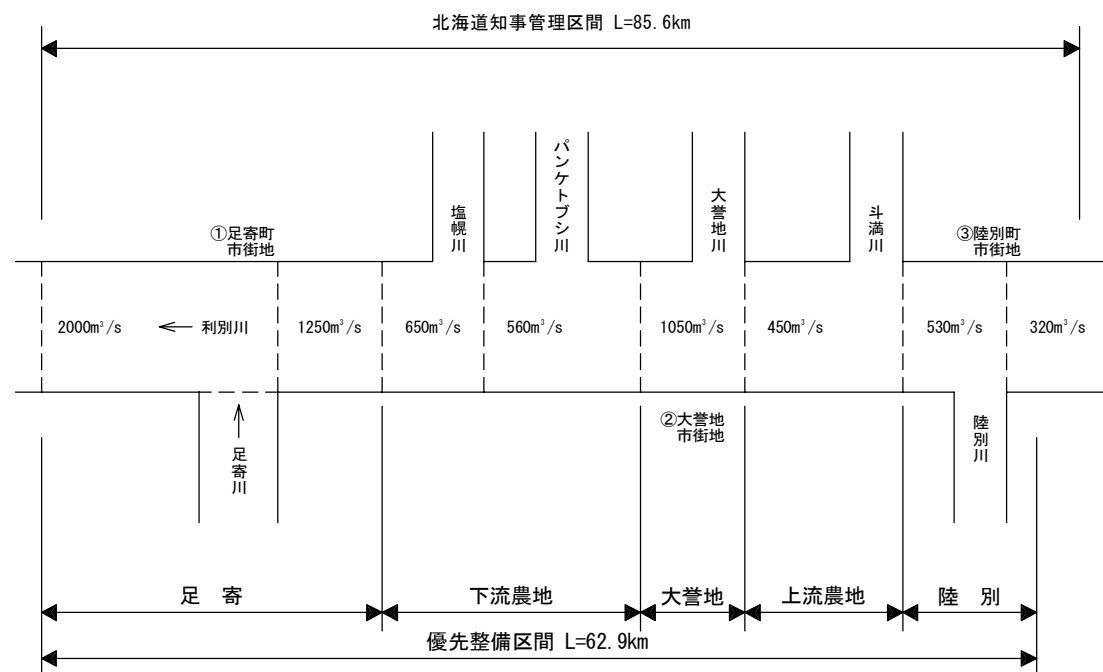 北海道知事管理区間 L=85.6km
塩幌川
パンケトブシ川
大誉地川
斗満川
①足寄町
市街地
③陸別町
市街地
2000m³/s
利別川
1250m³/s
650m³/s
560m³/s
1050m³/s
450m³/s
530m³/s
320m³/s
足寄川
②大誉地
市街地
陸別川
足 寄
下流農地
大誉地
上流農地
陸 別
優先整備区間 L=62.9km